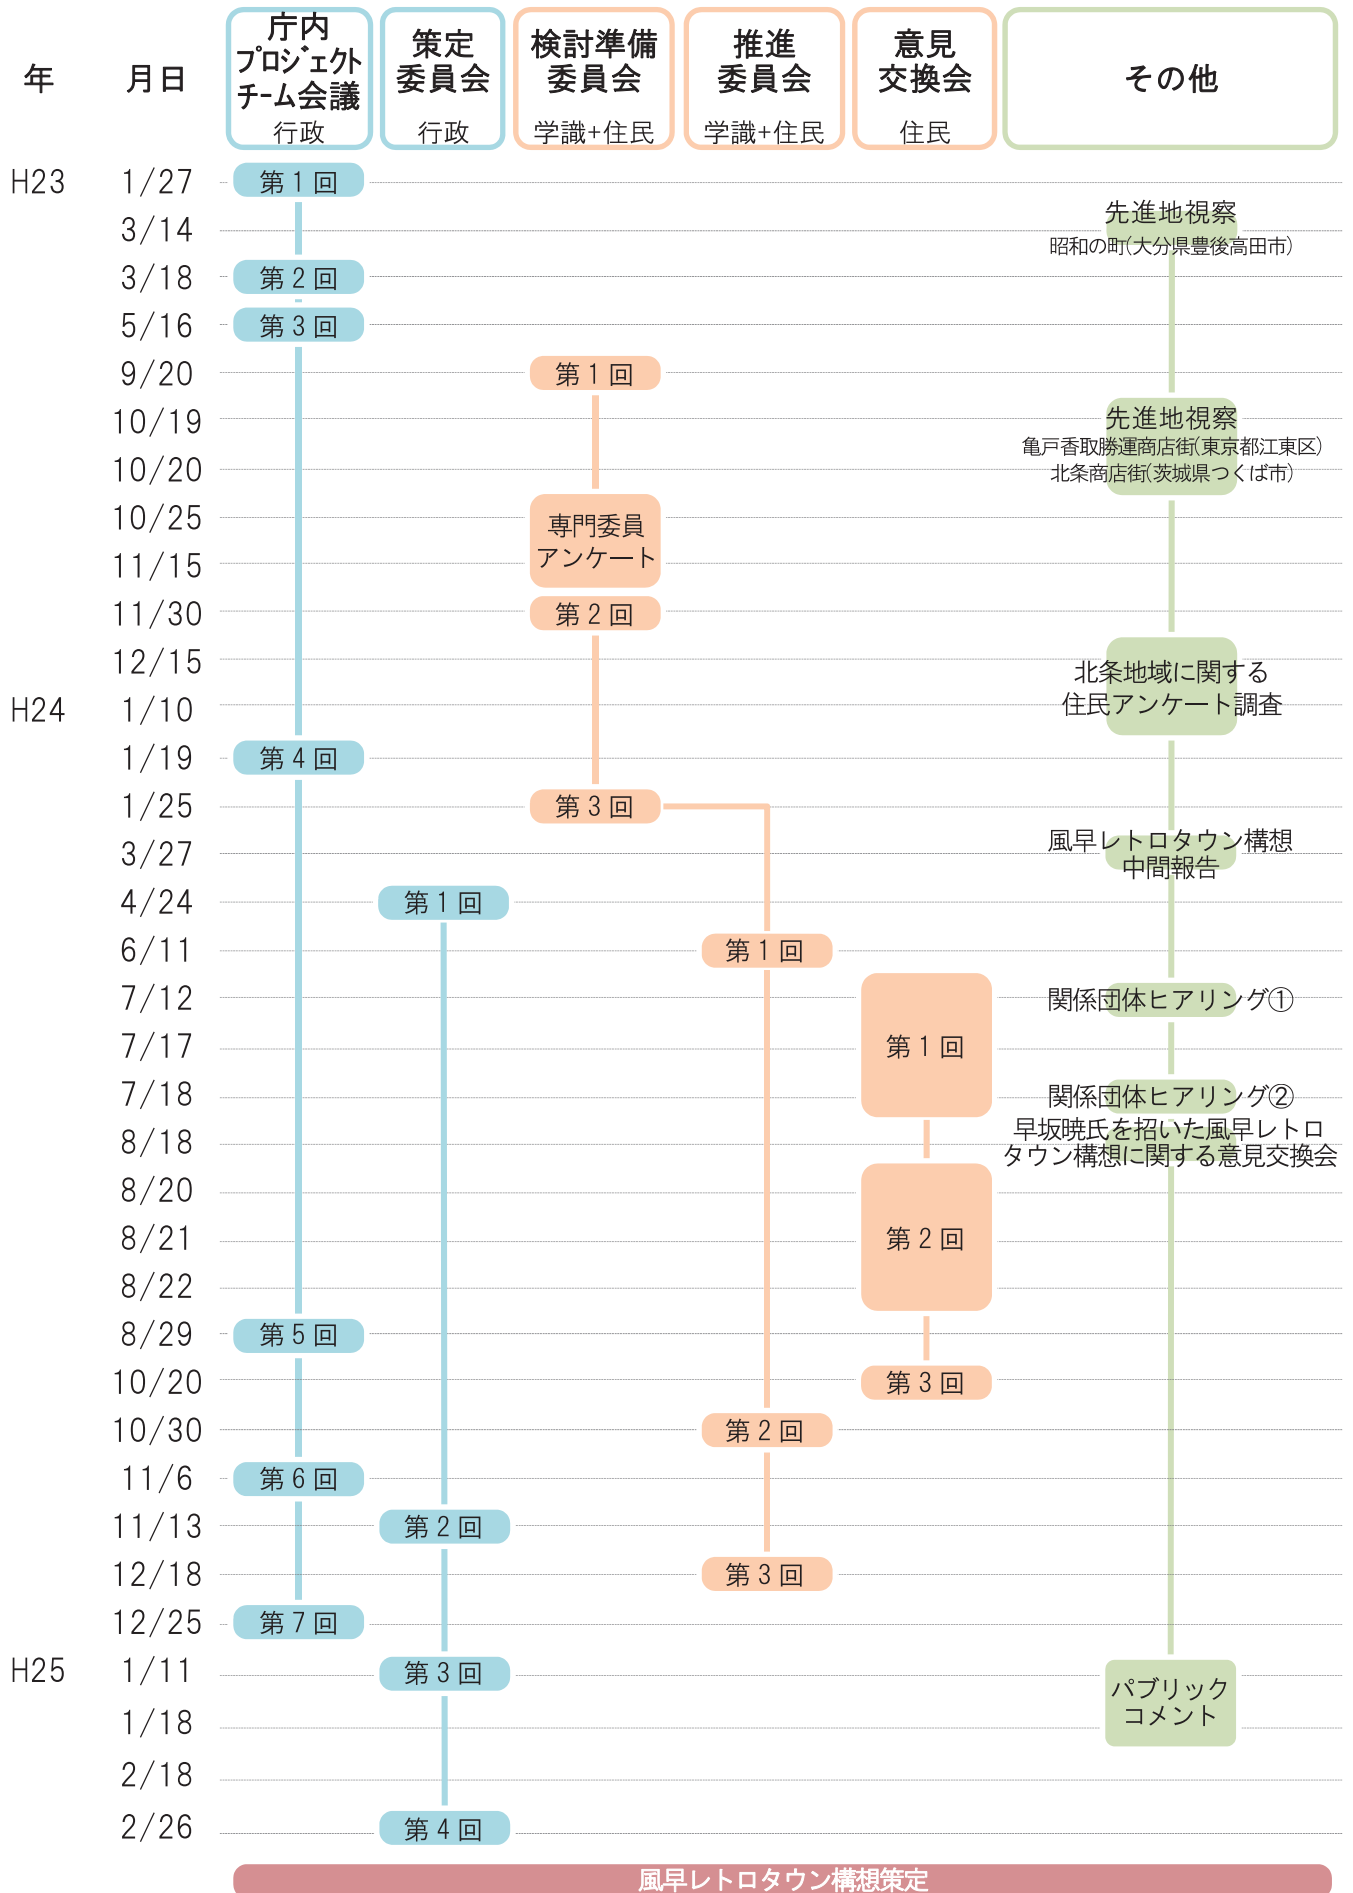 年
月日
庁内
プロジェクト
チーム会議
行政
策定
委員会
行政
検討準備
委員会
学識+住民
推進
委員会
学識+住民
意見
交換会
住民
その他
H23 1/27 第1回
3/14 先進地視察
昭和の町(大分県豊後高田市)
3/18 第2回
5/16 第3回
9/20 第1回
10/19 先進地視察
亀戸香取勝運商店街(東京都江東区)
10/20 北条商店街(茨城県つくば市)
10/25 専門委員
11/15 アンケート
11/30 第2回
12/15 北条地域に関する
H24 1/10 住民アンケート調査
1/19 第4回
1/25 第3回
3/27 風早レトロタウン構想
中間報告
4/24 第1回
6/11 第1回
7/12 関係団体ヒアリング①
7/17 第1回
7/18 関係団体ヒアリング②
8/18 早坂暁氏を招いた風早レトロ
タウン構想に関する意見交換会
8/20
8/21 第2回
8/22
8/29 第5回
10/20 第3回
10/30 第2回
11/6 第6回
11/13 第2回
12/18 第3回
12/25 第7回
H25 1/11 第3回 パブリック
1/18 コメント
2/18
2/26 第4回
風早レトロタウン構想策定